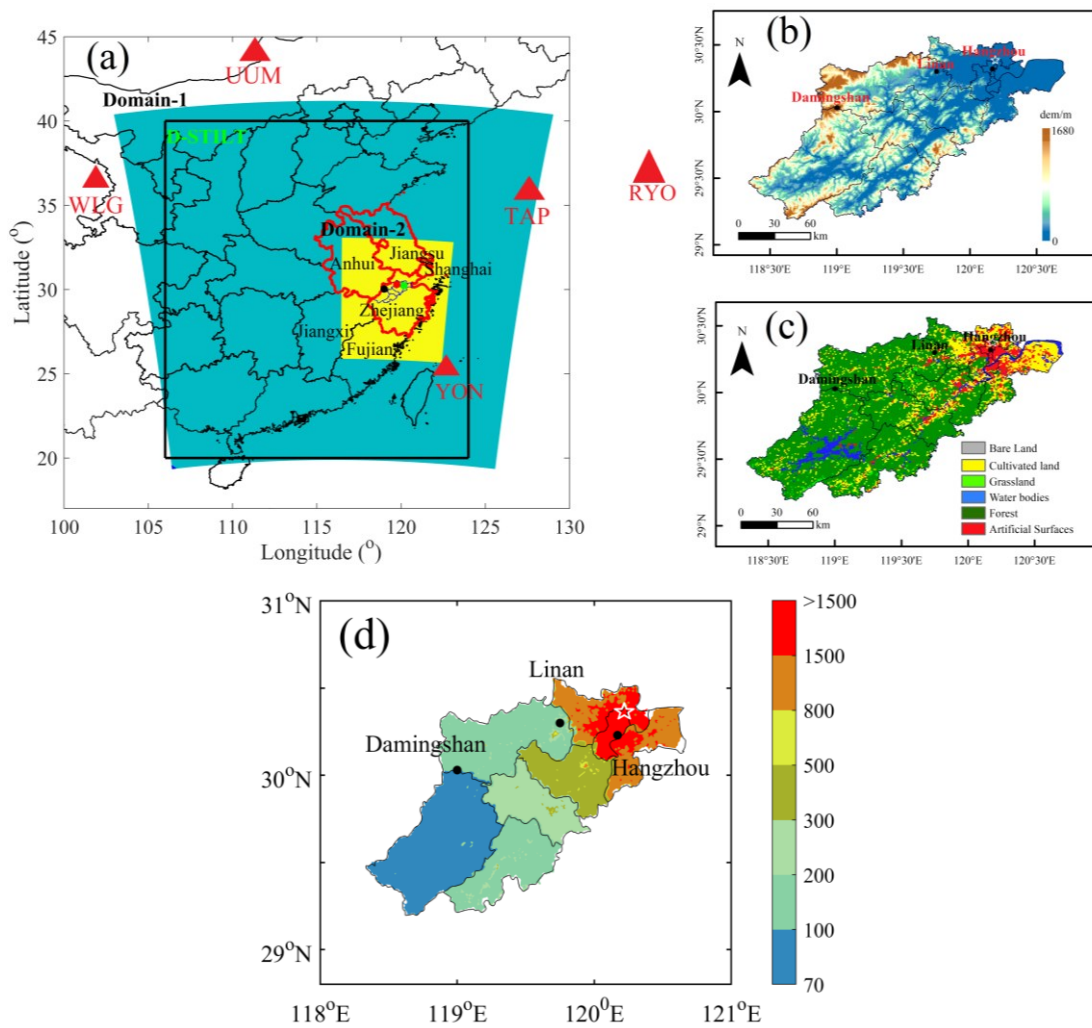 (a)
45
40
35
30
25
20
100
105
110
115
120
125
130
Latitude (°)
Longitude (°)
UUM
Domain-1
D-STILT
WLG
TAP
RYO
YON
Domain-2
Jiangsu
Anhui
Shanghai
Zhejiang
Jiangxi
Fujian
(b)
N
30°30'N
30°N
29°30'N
29°N
Hangzhou
Linan
Damingshan
dem/m
1680
0
0 30 60
km
118°30'E 119°E 119°30'E 120°E 120°30'E
(c)
N
30°30'N
30°N
29°30'N
29°N
Hangzhou
Linan
Damingshan
Bare Land
Cultivated land
Grassland
Water bodies
Forest
Artificial Surfaces
0 30 60
km
118°30'E 119°E 119°30'E 120°E 120°30'E
(d)
31°N
30°N
29°N
Linan
Damingshan
Hangzhou
118°E 119°E 120⁰E 121°E
>1500
1500
800
500
300
200
100
70